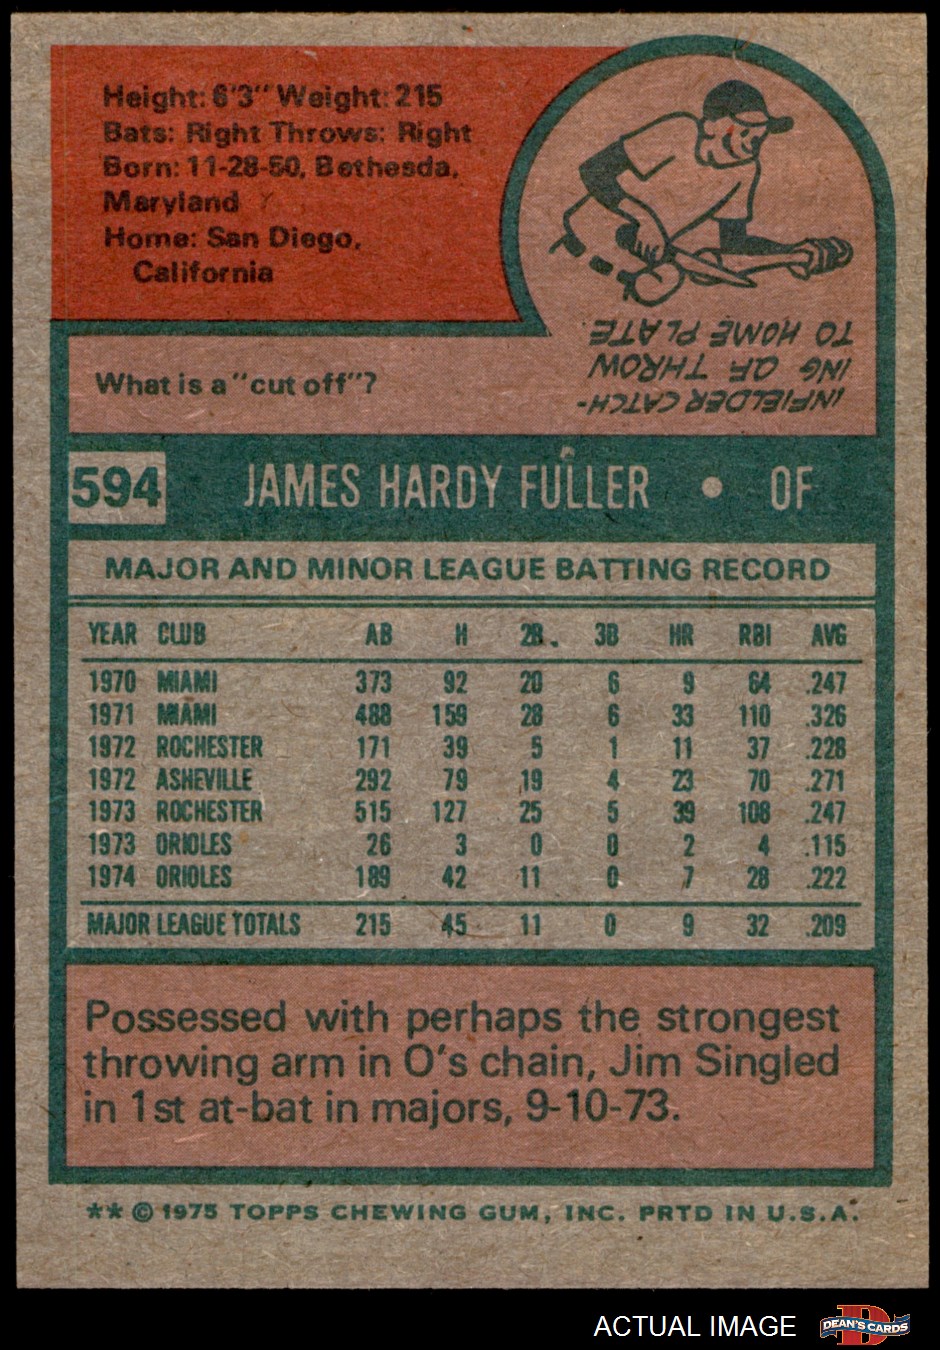 Height: 6'3" Weight: 215
Bats: Right Throws: Right
Born: 11-28-50, Bethesda,
Maryland
Home: San Diego,
California
What is a "cut off"?
INFIELDER CATCH-
ING OF THROW
TO HOME PLATE
594 JAMES HARDY FULLER • OF
MAJOR AND MINOR LEAGUE BATTING RECORD
YEAR CLUB AB H 2B. 3B HR RBI AVG
1970 MIAMI 373 92 20 6 9 64 .247
1971 MIAMI 488 159 28 6 33 110 .326
1972 ROCHESTER 171 39 5 1 11 37 .228
1972 ASHEVILLE 292 79 19 4 23 70 .271
1973 ROCHESTER 515 127 25 5 39 108 .247
1973 ORIOLES 26 3 0 0 2 4 .115
1974 ORIOLES 189 42 11 0 7 28 .222
MAJOR LEAGUE TOTALS 215 45 11 0 9 32 .209
Possessed with perhaps the strongest
throwing arm in O's chain, Jim Singled
in 1st at-bat in majors, 9-10-73.
** © 1975 TOPPS CHEWING GUM, INC. PRTD IN U.S.A.
ACTUAL IMAGE
DEAN'S CARDS